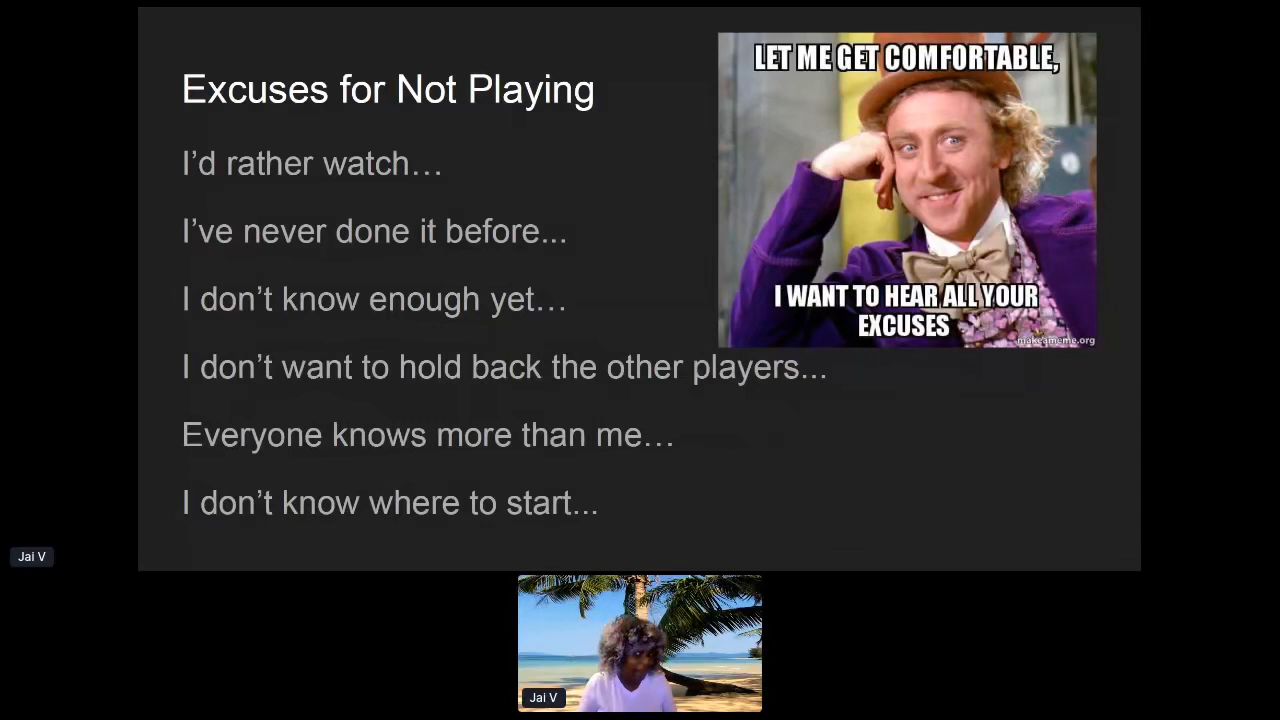 Excuses for Not Playing
I’d rather watch…
I’ve never done it before...
I don’t know enough yet…
I don’t want to hold back the other players...
Everyone knows more than me…
I don’t know where to start...
LET ME GET COMFORTABLE,
I WANT TO HEAR ALL YOUR
EXCUSES
makeameme.org
Jai V
Jai V